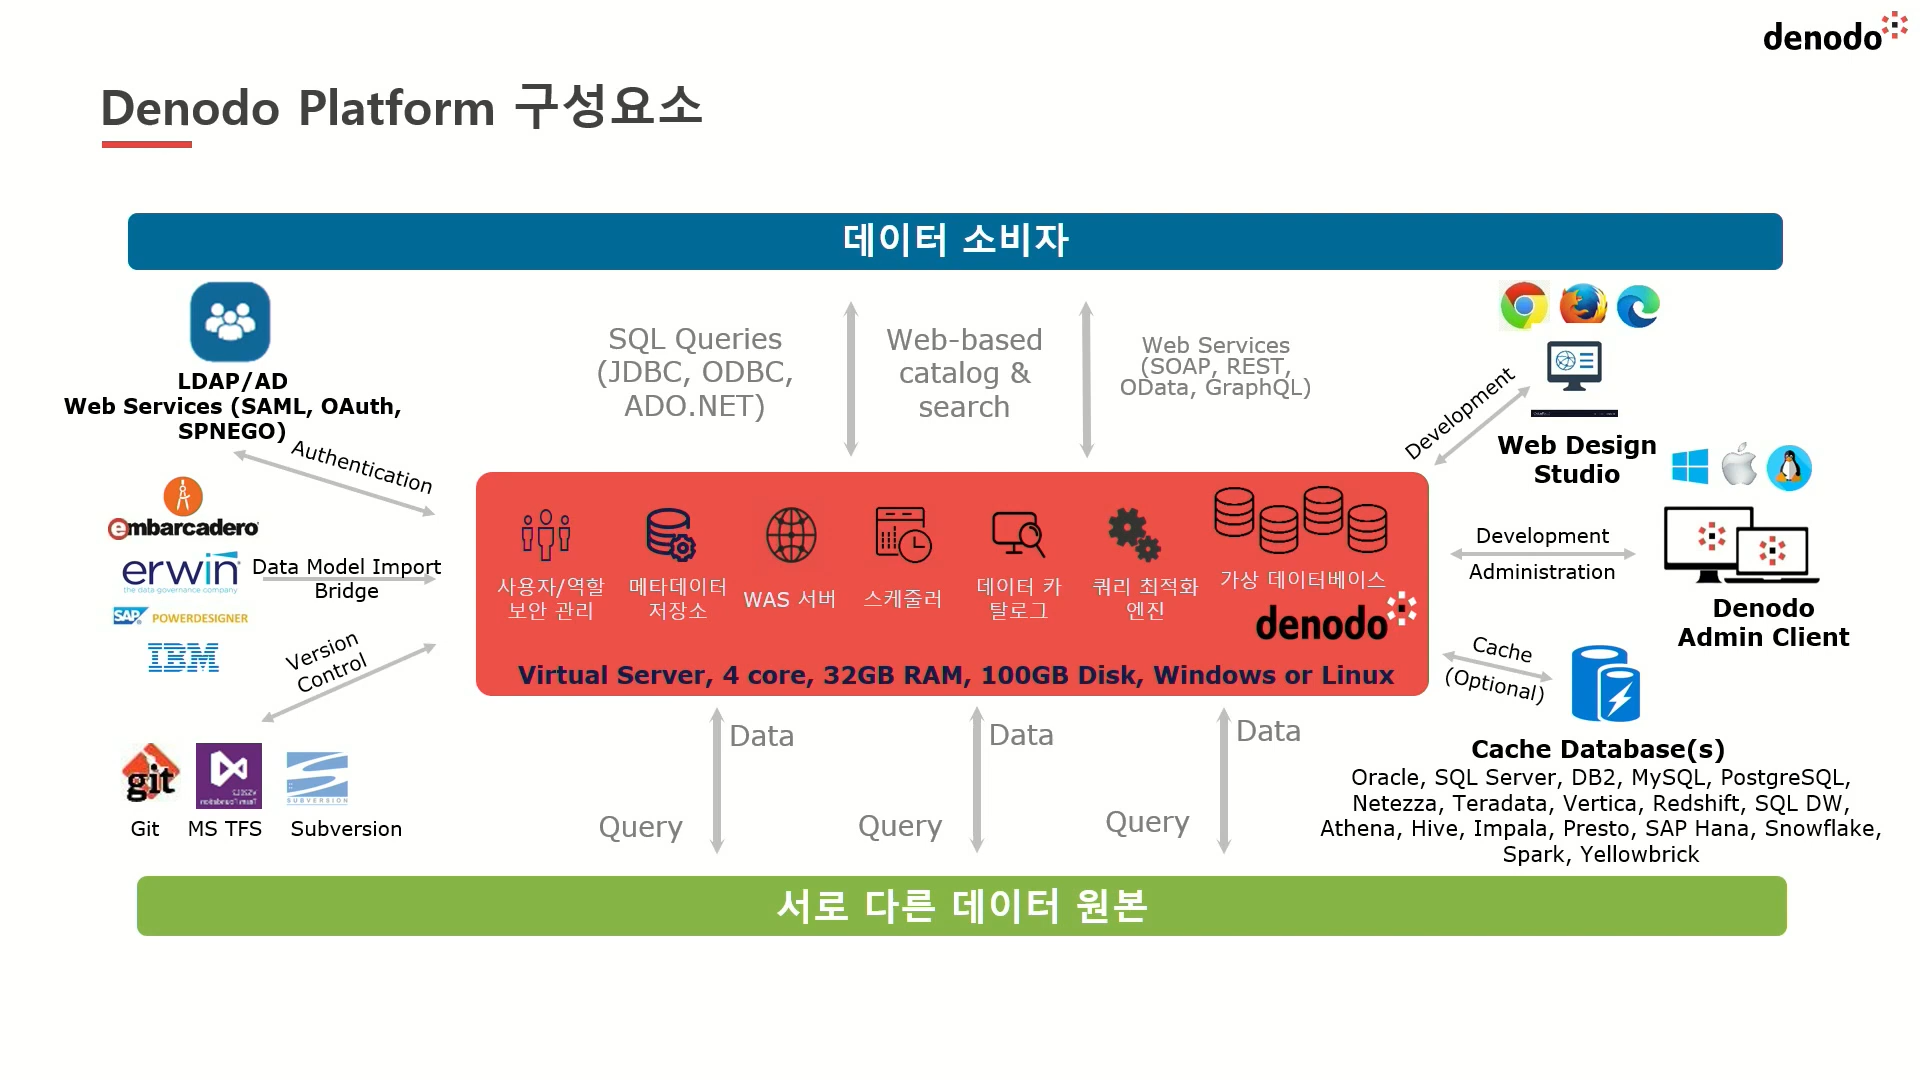 denodo
Denodo Platform 구성요소
데이터 소비자
LDAP/AD
Web Services (SAML, OAuth,
SPNEGO)
Authentication
SQL Queries
(JDBC, ODBC,
ADO.NET)
Web-based
catalog &
search
Web Services
(SOAP, REST,
OData, GraphQL)
Development
Web Design
Studio
embarcadero
erwin
the data governance company
SAP POWERDESIGNER
IBM
Data Model Import
Bridge
Version
Control
사용자/역할
보안 관리
메타데이터
저장소
WAS 서버
스케줄러
데이터 카
탈로그
쿼리 최적화
엔진
가상 데이터베이스
denodo
Virtual Server, 4 core, 32GB RAM, 100GB Disk, Windows or Linux
Development
Administration
Denodo
Admin Client
Cache
(Optional)
Cache Database(s)
Oracle, SQL Server, DB2, MySQL, PostgreSQL,
Netezza, Teradata, Vertica, Redshift, SQL DW,
Athena, Hive, Impala, Presto, SAP Hana, Snowflake,
Spark, Yellowbrick
git
SUBVERSION
Git
MS TFS
Subversion
Data
Query
Data
Query
Data
Query
서로 다른 데이터 원본